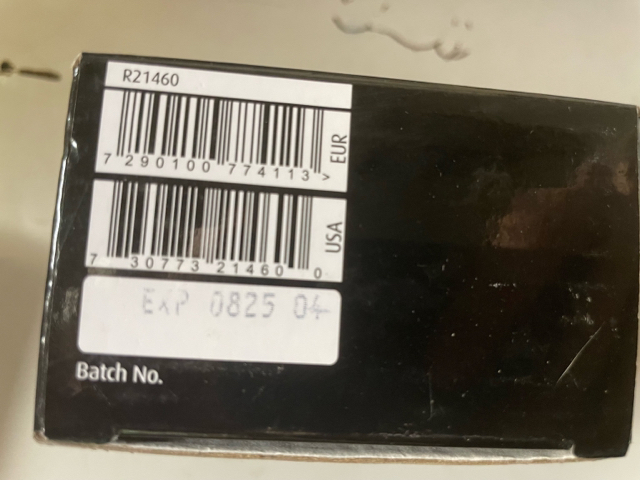 R21460
7 290100 774113 >
EUR
7 30773 21460 0
USA
EXP 0825 04
Batch No.